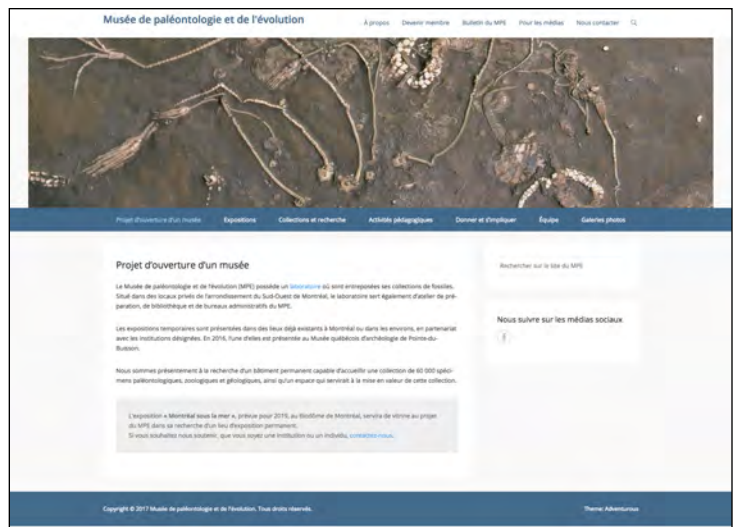 Musée de paléontologie et de l'évolution
À propos Devenir membre Bulletin du MPE Pour les médias Nous contacter
Projet d'ouverture d'un musée Expositions Collections et recherche Activités pédagogiques Donner et s'impliquer Équipe Galeries photos
Projet d'ouverture d'un musée
Le Musée de paléontologie et de l'évolution (MPE) possède un laboratoire où sont entreposées ses collections de fossiles.
Situé dans des locaux privés de l'arrondissement du Sud-Ouest de Montréal, le laboratoire sert également d'atelier de pré-
paration, de bibliothèque et de bureaux administratifs du MPE.
Les expositions temporaires sont présentées dans des lieux déjà existants à Montréal ou dans les environs, en partenariat
avec les institutions désignées. En 2016, l'une d'elles est présentée au Musée québécois d'archéologie de Pointe-du-
Buisson.
Nous sommes présentement à la recherche d'un bâtiment permanent capable d'accueillir une collection de 60 000 spéci-
mens paléontologiques, zoologiques et géologiques, ainsi qu'un espace qui servirait à la mise en valeur de cette collection.
L'exposition « Montréal sous la mer », prévue pour 2019, au Biodôme de Montréal, servira de vitrine au projet
du MPE dans sa recherche d'un lieu d'exposition permanent.
Si vous souhaitez nous soutenir, que vous soyez une institution ou un individu, contactez-nous.
Rechercher sur le site du MPE
Nous suivre sur les médias sociaux
Copyright © 2017 Musée de paléontologie et de l'évolution. Tous droits réservés.
Theme: Adventurous